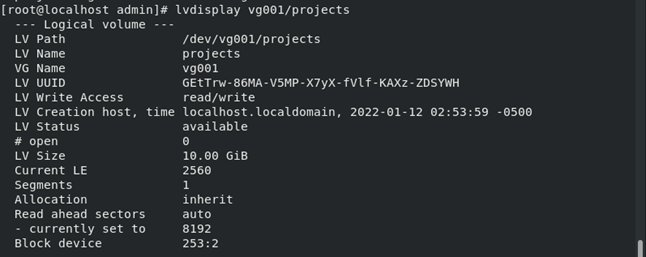 [root@localhost admin]# lvdisplay vg001/projects
--- Logical volume ---
LV Path /dev/vg001/projects
LV Name projects
VG Name vg001
LV UUID GEtTrw-86MA-V5MP-X7yX-fVlf-KAXz-ZDSYWH
LV Write Access read/write
LV Creation host, time localhost.localdomain, 2022-01-12 02:53:59 -0500
LV Status available
# open 0
LV Size 10.00 GiB
Current LE 2560
Segments 1
Allocation inherit
Read ahead sectors auto
- currently set to 8192
Block device 253:2